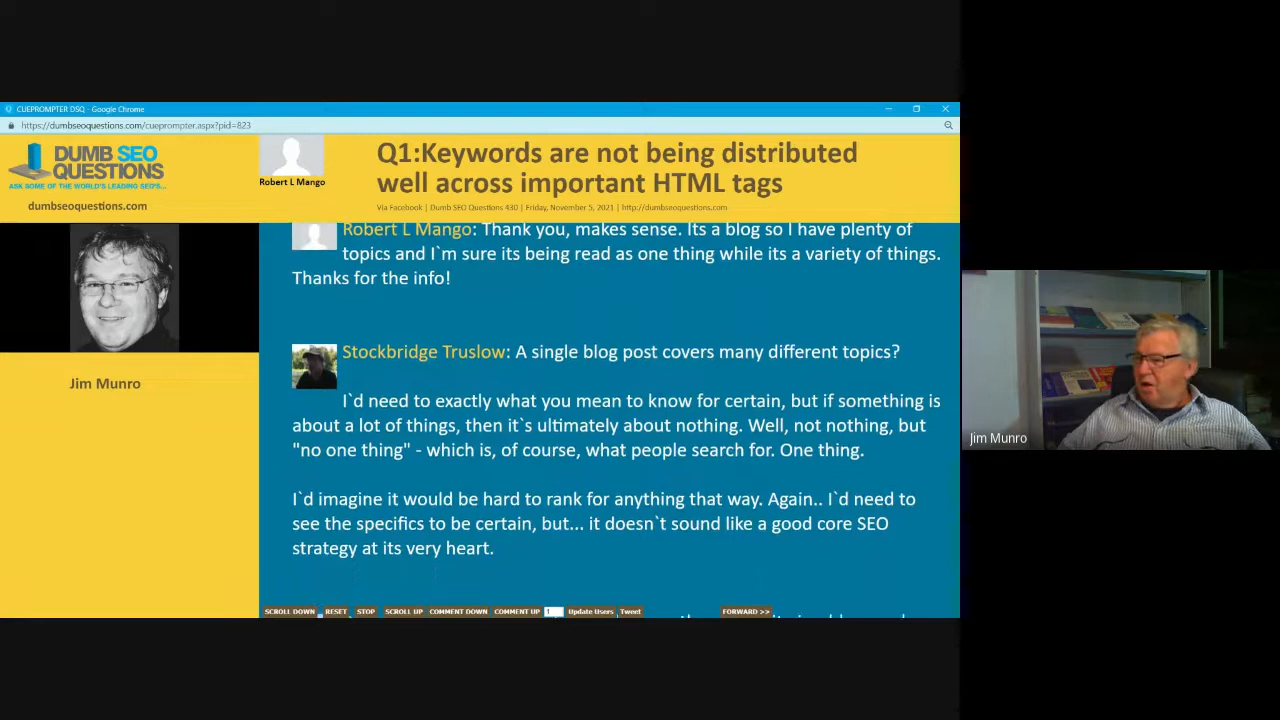 CUEPROMPTER DSQ - Google Chrome
https://dumbseoquestions.com/cueprompter.aspx?pid=823
DUMB SEO
QUESTIONS
ASK SOME OF THE WORLD'S LEADING SEO'S...
dumbseoquestions.com
Robert L Mango
Q1:Keywords are not being distributed
well across important HTML tags
Via Facebook | Dumb SEO Questions 430 | Friday, November 5, 2021 | http://dumbseoquestions.com
Jim Munro
Robert L Mango: Thank you, makes sense. Its a blog so I have plenty of
topics and I`m sure its being read as one thing while its a variety of things.
Thanks for the info!
Stockbridge Truslow: A single blog post covers many different topics?
I`d need to exactly what you mean to know for certain, but if something is
about a lot of things, then it`s ultimately about nothing. Well, not nothing, but
"no one thing" - which is, of course, what people search for. One thing.
I`d imagine it would be hard to rank for anything that way. Again.. I`d need to
see the specifics to be certain, but... it doesn`t sound like a good core SEO
strategy at its very heart.
SCROLL DOWN RESET STOP SCROLL UP COMMENT DOWN COMMENT UP 1 Update Users Tweet FORWARD >>
Jim Munro